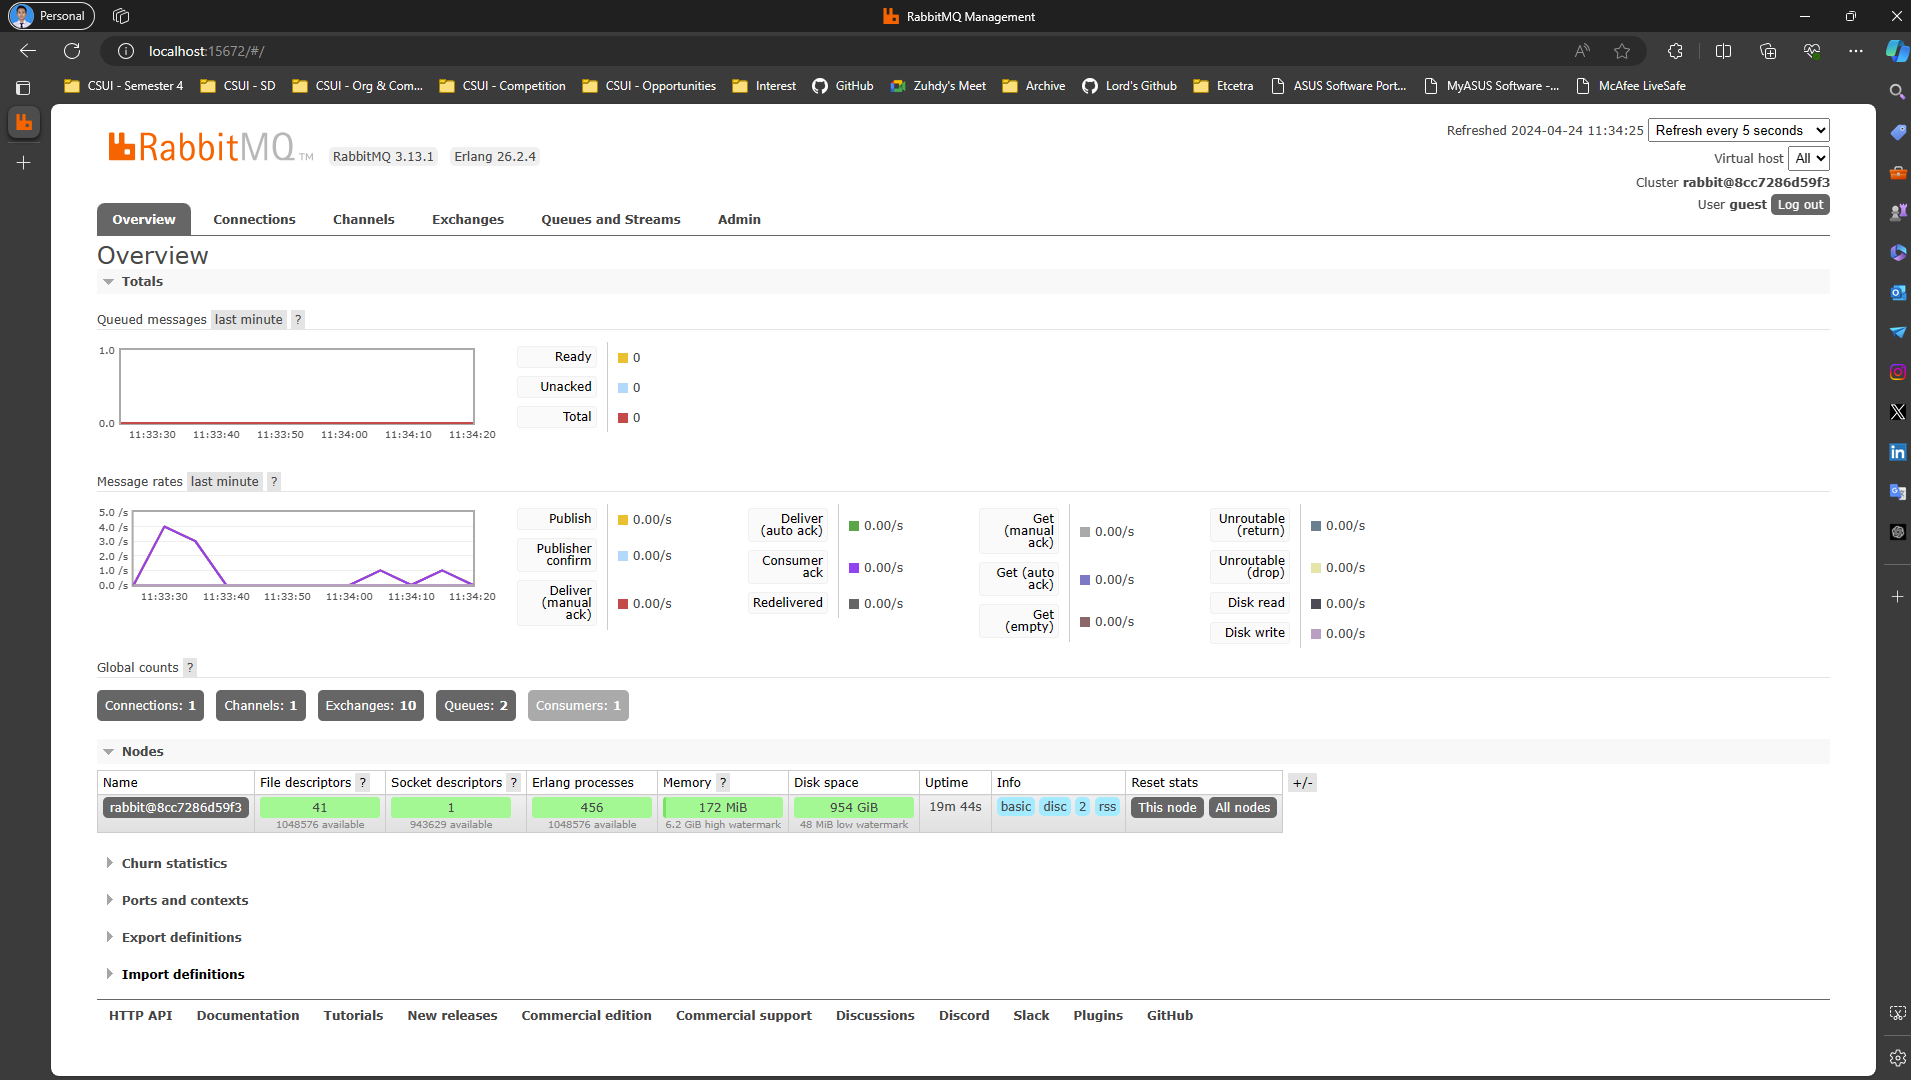 Personal
RabbitMQ Management
localhost:15672/#/
CSUI - Semester 4
CSUI - SD
CSUI - Org & Com...
CSUI - Competition
CSUI - Opportunities
Interest
GitHub
Zuhdy's Meet
Archive
Lord's Github
Etcetra
ASUS Software Port...
MyASUS Software -...
McAfee LiveSafe
RabbitMQ TM
RabbitMQ 3.13.1
Erlang 26.2.4
Refreshed 2024-04-24 11:34:25 Refresh every 5 seconds
Virtual host All
Cluster rabbit@8cc7286d59f3
User guest Log out
Overview
Connections
Channels
Exchanges
Queues and Streams
Admin
Overview
Totals
Queued messages last minute ?
1.0
0.0
11:33:30 11:33:40 11:33:50 11:34:00 11:34:10 11:34:20
Ready 0
Unacked 0
Total 0
Message rates last minute ?
5.0 /s
4.0 /s
3.0 /s
2.0 /s
1.0 /s
0.0 /s
11:33:30 11:33:40 11:33:50 11:34:00 11:34:10 11:34:20
Publish 0.00/s
Publisher confirm 0.00/s
Deliver (manual ack) 0.00/s
Deliver (auto ack) 0.00/s
Consumer ack 0.00/s
Redelivered 0.00/s
Get (manual ack) 0.00/s
Get (auto ack) 0.00/s
Get (empty) 0.00/s
Unroutable (return) 0.00/s
Unroutable (drop) 0.00/s
Disk read 0.00/s
Disk write 0.00/s
Global counts ?
Connections: 1
Channels: 1
Exchanges: 10
Queues: 2
Consumers: 1
Nodes
Name File descriptors ? Socket descriptors ? Erlang processes Memory ? Disk space Uptime Info Reset stats +/-
rabbit@8cc7286d59f3 41 1 456 172 MiB 954 GiB 19m 44s basic disc 2 rss This node All nodes
1048576 available 943629 available 1048576 available 6.2 GiB high watermark 48 MiB low watermark
Churn statistics
Ports and contexts
Export definitions
Import definitions
HTTP API Documentation Tutorials New releases Commercial edition Commercial support Discussions Discord Slack Plugins GitHub